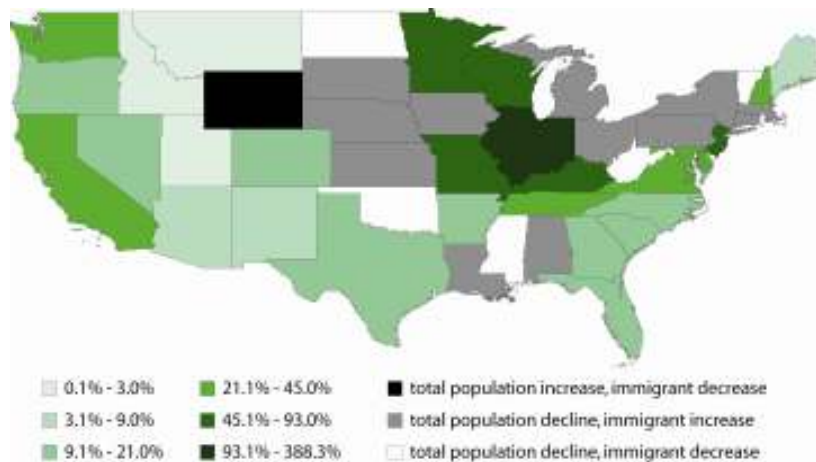 0.1% - 3.0%
21.1% - 45.0%
total population increase, immigrant decrease
3.1% - 9.0%
45.1% - 93.0%
total population decline, immigrant increase
9.1% - 21.0%
93.1% - 388.3%
total population decline, immigrant decrease